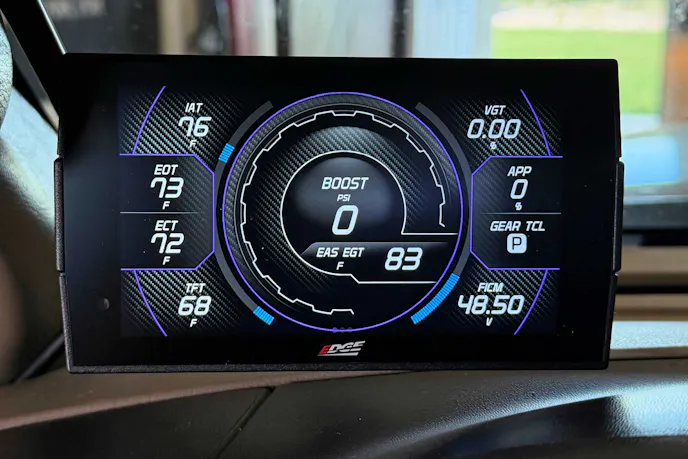 IAT
76
F
EOT
73
F
ECT
72
F
TFT
68
F
BOOST
PSI
0
EAS EGT
F
83
VGT
0.00
%
APP
0
%
GEAR TCL
P
FICM
48.50
V
EDGE